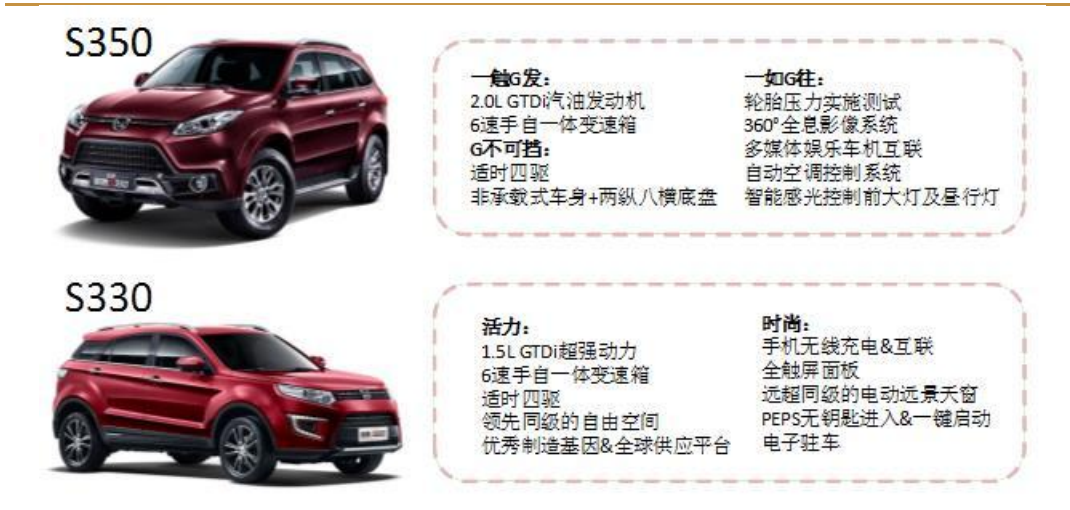 S350
一触G发：
2.0L GTDi汽油发动机
6速手自一体变速箱
G不可挡：
适时四驱
非承载式车身+两纵八横底盘
一如G往：
轮胎压力实施测试
360°全息影像系统
多媒体娱乐车机互联
自动空调控制系统
智能感光控制前大灯及昼行灯
S330
活力：
1.5L GTDi超强动力
6速手自一体变速箱
适时四驱
领先同级的自由空间
优秀制造基因&全球供应平台
时尚：
手机无线充电&互联
全触屏面板
远超同级的电动远景天窗
PEPS无钥匙进入&一键启动
电子驻车